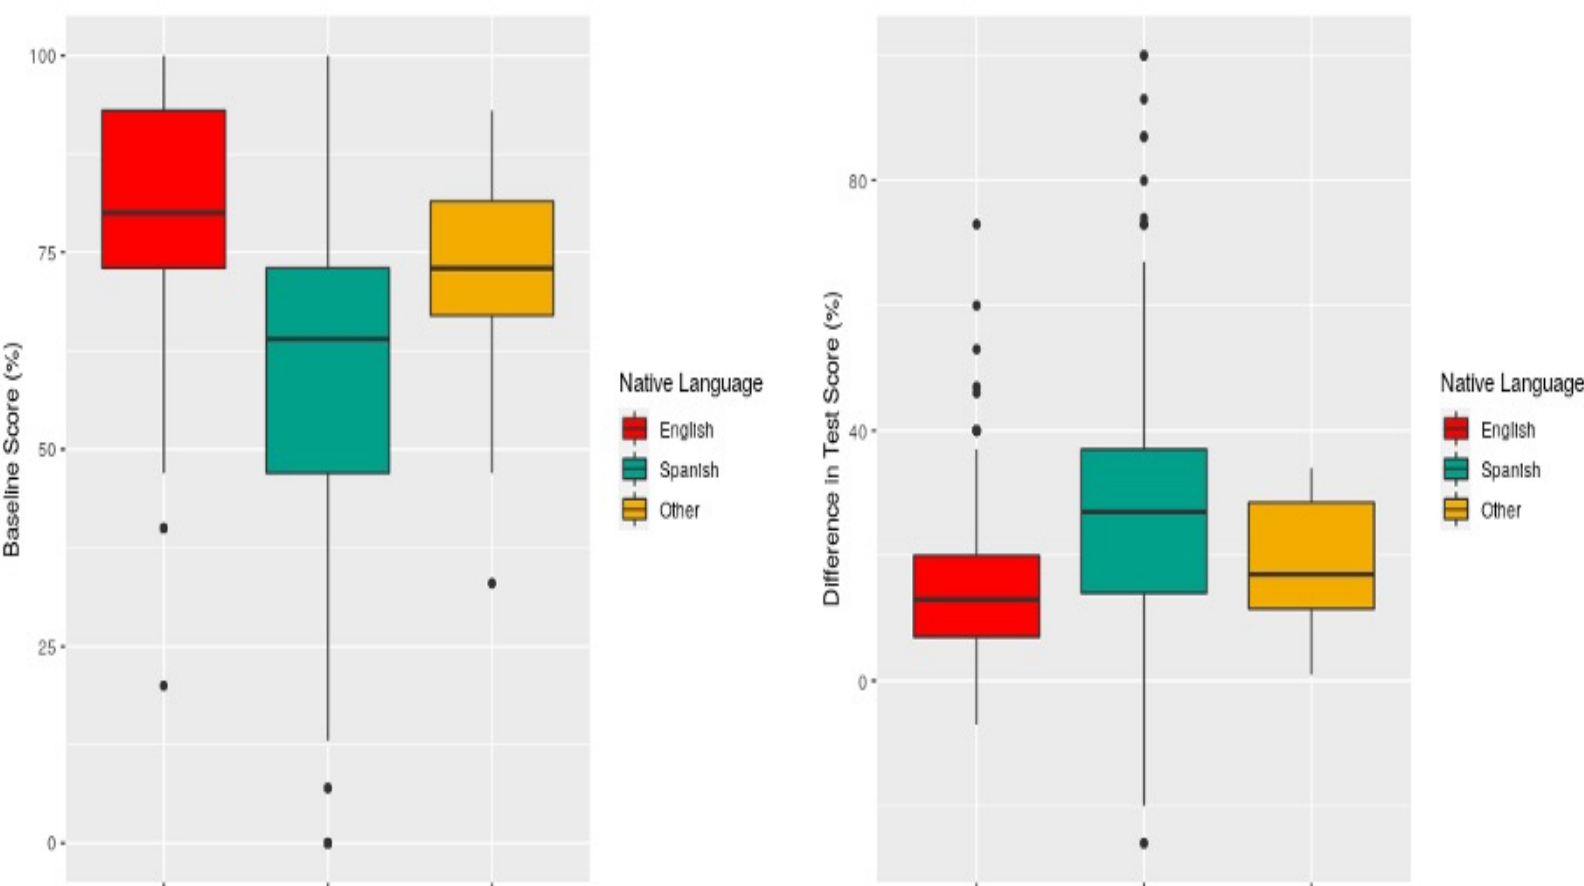 100
75
50
25
0
Baseline Score (%)
Native Language
English
Spanish
Other
80
40
0
Difference in Test Score (%)
Native Language
English
Spanish
Other